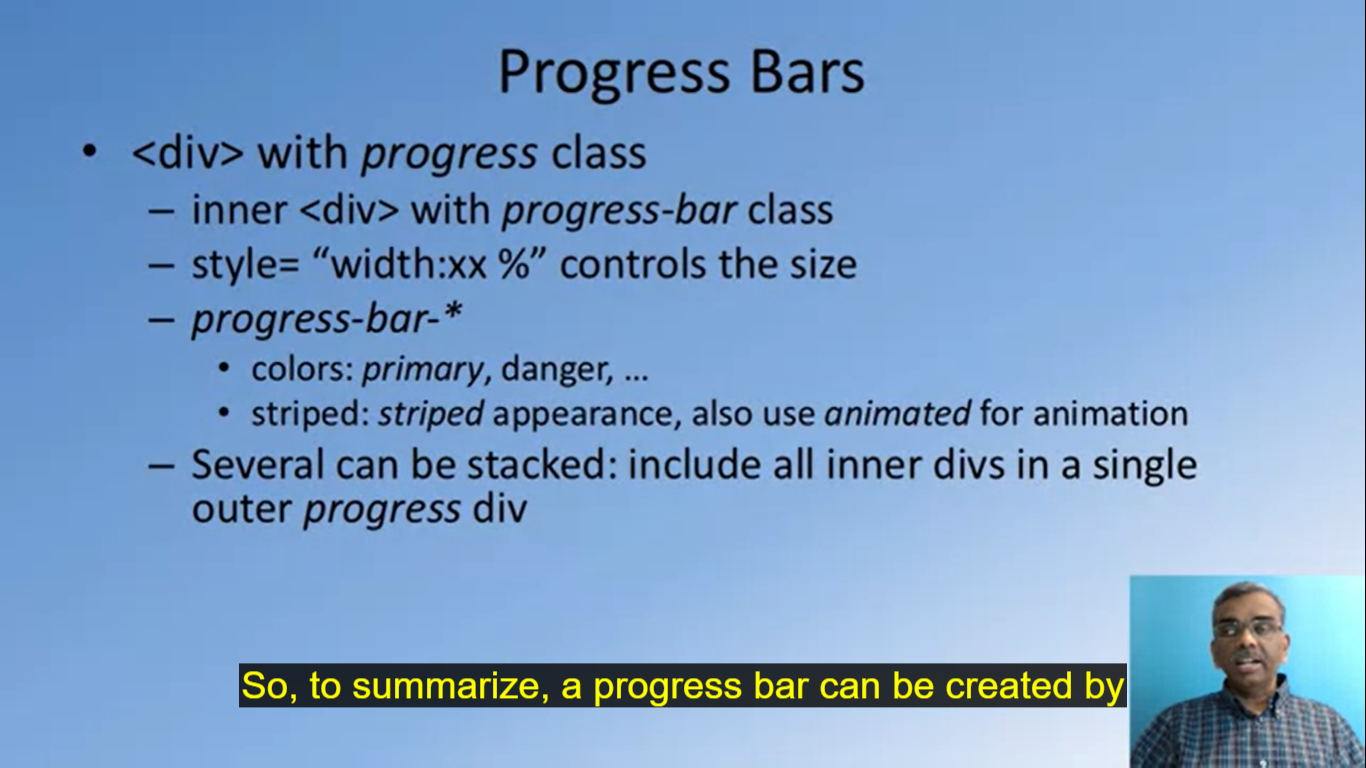 Progress Bars
• <div> with progress class
– inner <div> with progress-bar class
– style= “width:xx %” controls the size
– progress-bar-*
• colors: primary, danger, ...
• striped: striped appearance, also use animated for animation
– Several can be stacked: include all inner divs in a single
outer progress div
So, to summarize, a progress bar can be created by